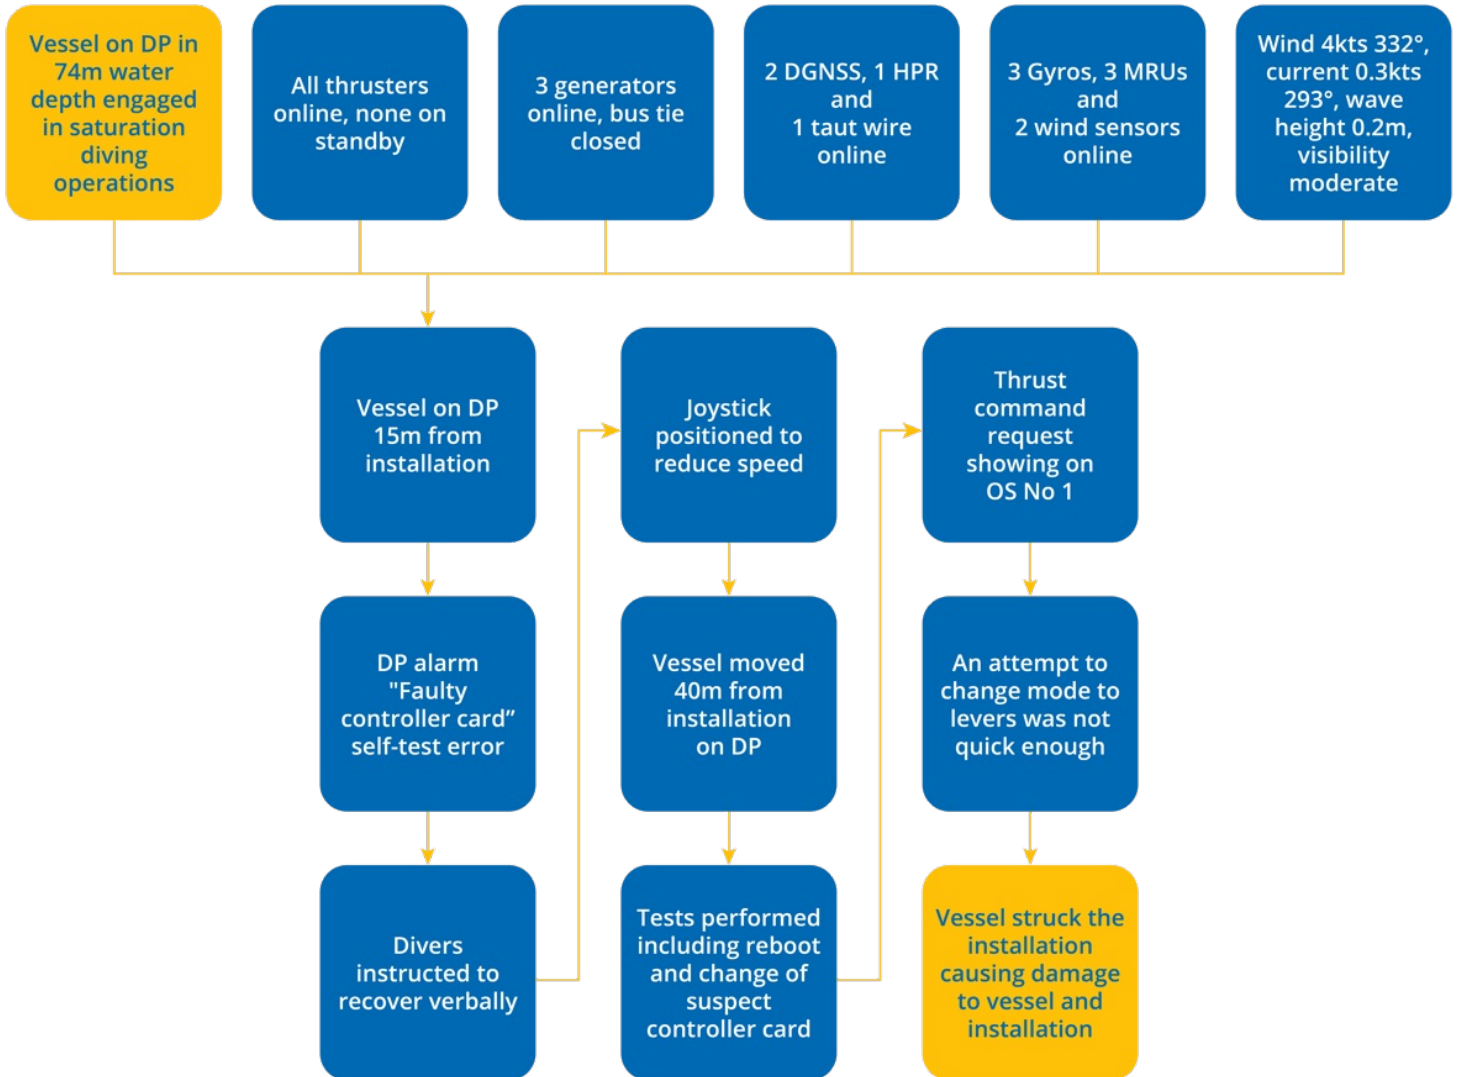 Vessel on DP in
74m water
depth engaged
in saturation
diving
operations
All thrusters
online, none on
standby
3 generators
online, bus tie
closed
2 DGNSS, 1 HPR
and
1 taut wire
online
3 Gyros, 3 MRUs
and
2 wind sensors
online
Wind 4kts 332°,
current 0.3kts
293°, wave
height 0.2m,
visibility
moderate
Vessel on DP
15m from
installation
DP alarm
"Faulty
controller card”
self-test error
Divers
instructed to
recover verbally
Joystick
positioned to
reduce speed
Vessel moved
40m from
installation
on DP
Tests performed
including reboot
and change of
suspect
controller card
Thrust
command
request
showing on
OS No 1
An attempt to
change mode to
levers was not
quick enough
Vessel struck the
installation
causing damage
to vessel and
installation